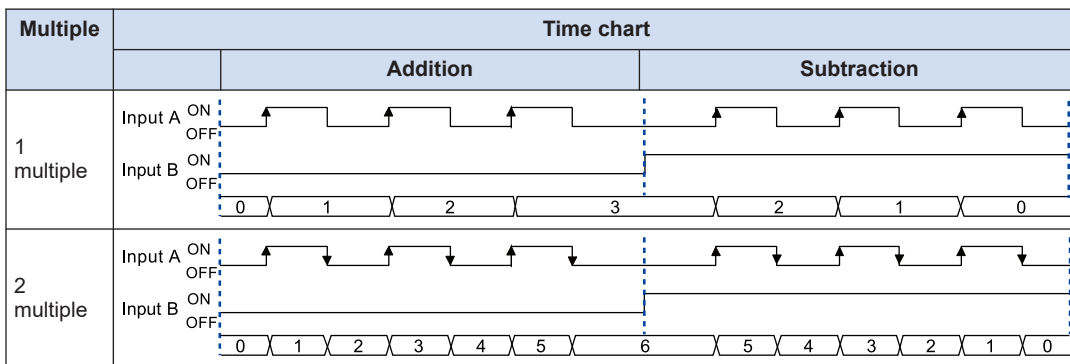 Multiple Time chart
Addition Subtraction
1 multiple
Input A ON OFF
Input B ON OFF
0 1 2 3 2 1 0
2 multiple
Input A ON OFF
Input B ON OFF
0 1 2 3 4 5 6 5 4 3 2 1 0